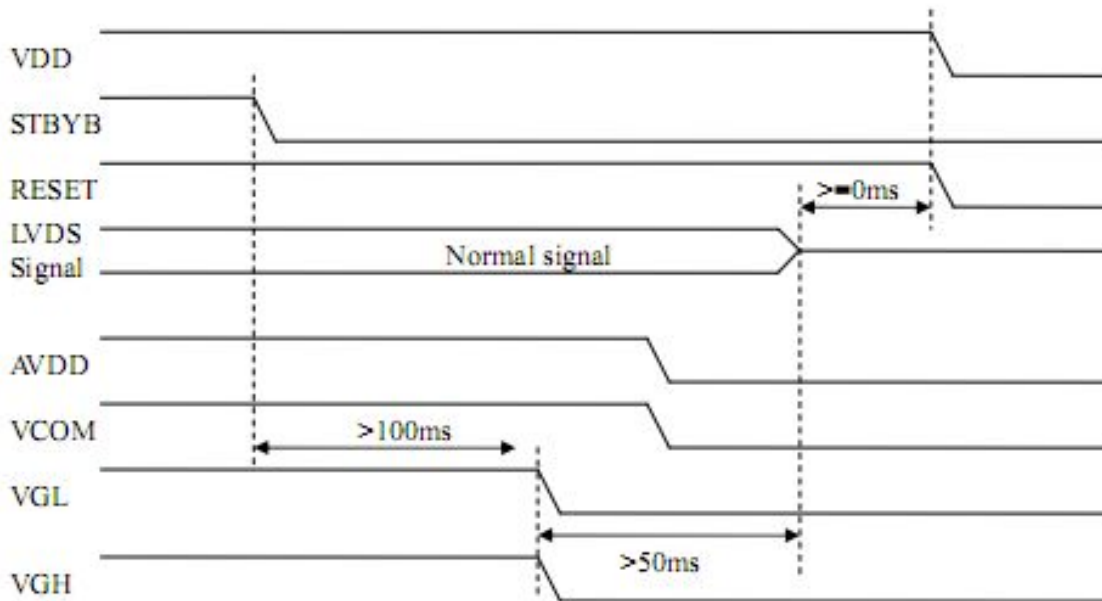 VDD
STBYB
RESET
>=0ms
LVDS
Signal
Normal signal
AVDD
VCOM
>100ms
VGL
>50ms
VGH